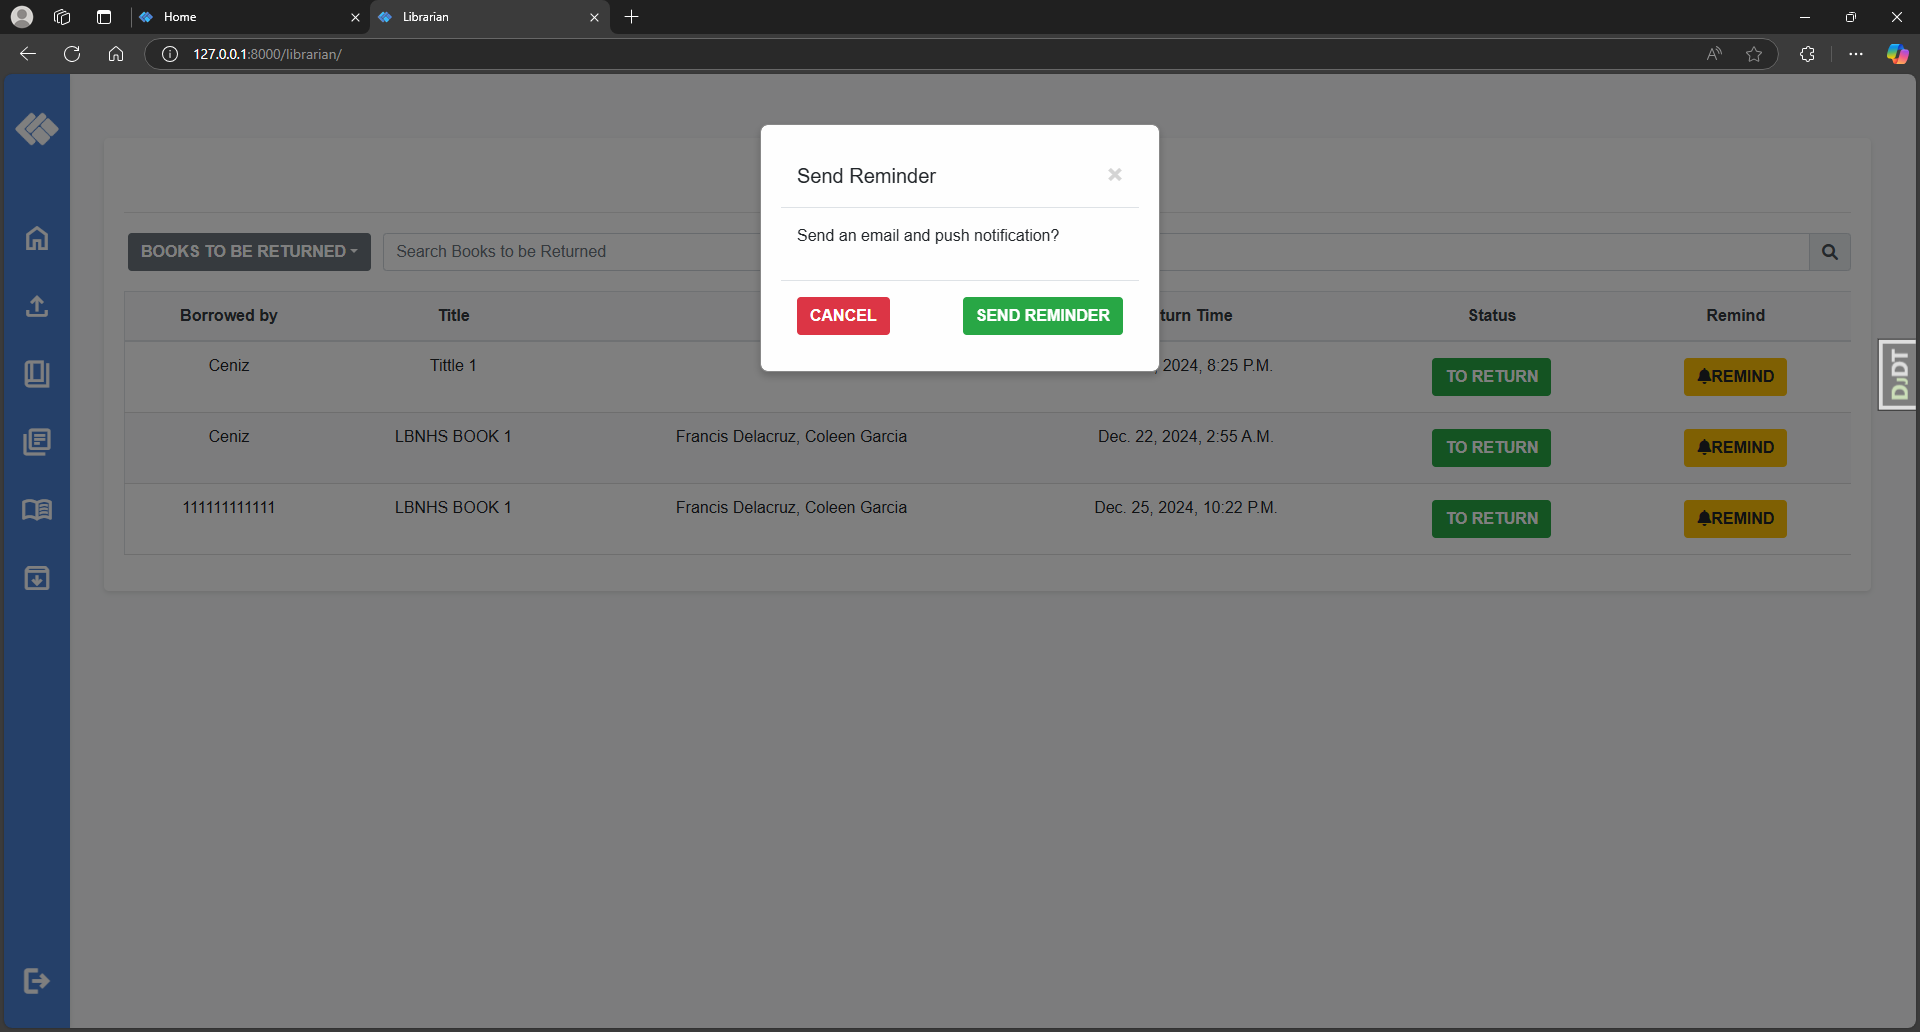 Home
Librarian
127.0.0.1:8000/librarian/
Send Reminder
Send an email and push notification?
CANCEL
SEND REMINDER
BOOKS TO BE RETURNED
Search Books to be Returned
Borrowed by Title turn Time Status Remind
Ceniz Tittle 1 2024, 8:25 P.M. TO RETURN REMIND
Ceniz LBNHS BOOK 1 Francis Delacruz, Coleen Garcia Dec. 22, 2024, 2:55 A.M. TO RETURN REMIND
111111111111 LBNHS BOOK 1 Francis Delacruz, Coleen Garcia Dec. 25, 2024, 10:22 P.M. TO RETURN REMIND
DJDT